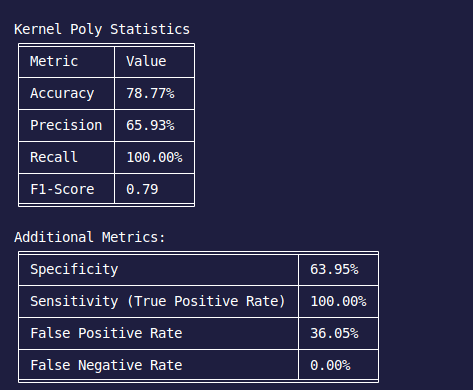 Kernel Poly Statistics
Metric Value
Accuracy 78.77%
Precision 65.93%
Recall 100.00%
F1-Score 0.79
Additional Metrics:
Specificity 63.95%
Sensitivity (True Positive Rate) 100.00%
False Positive Rate 36.05%
False Negative Rate 0.00%